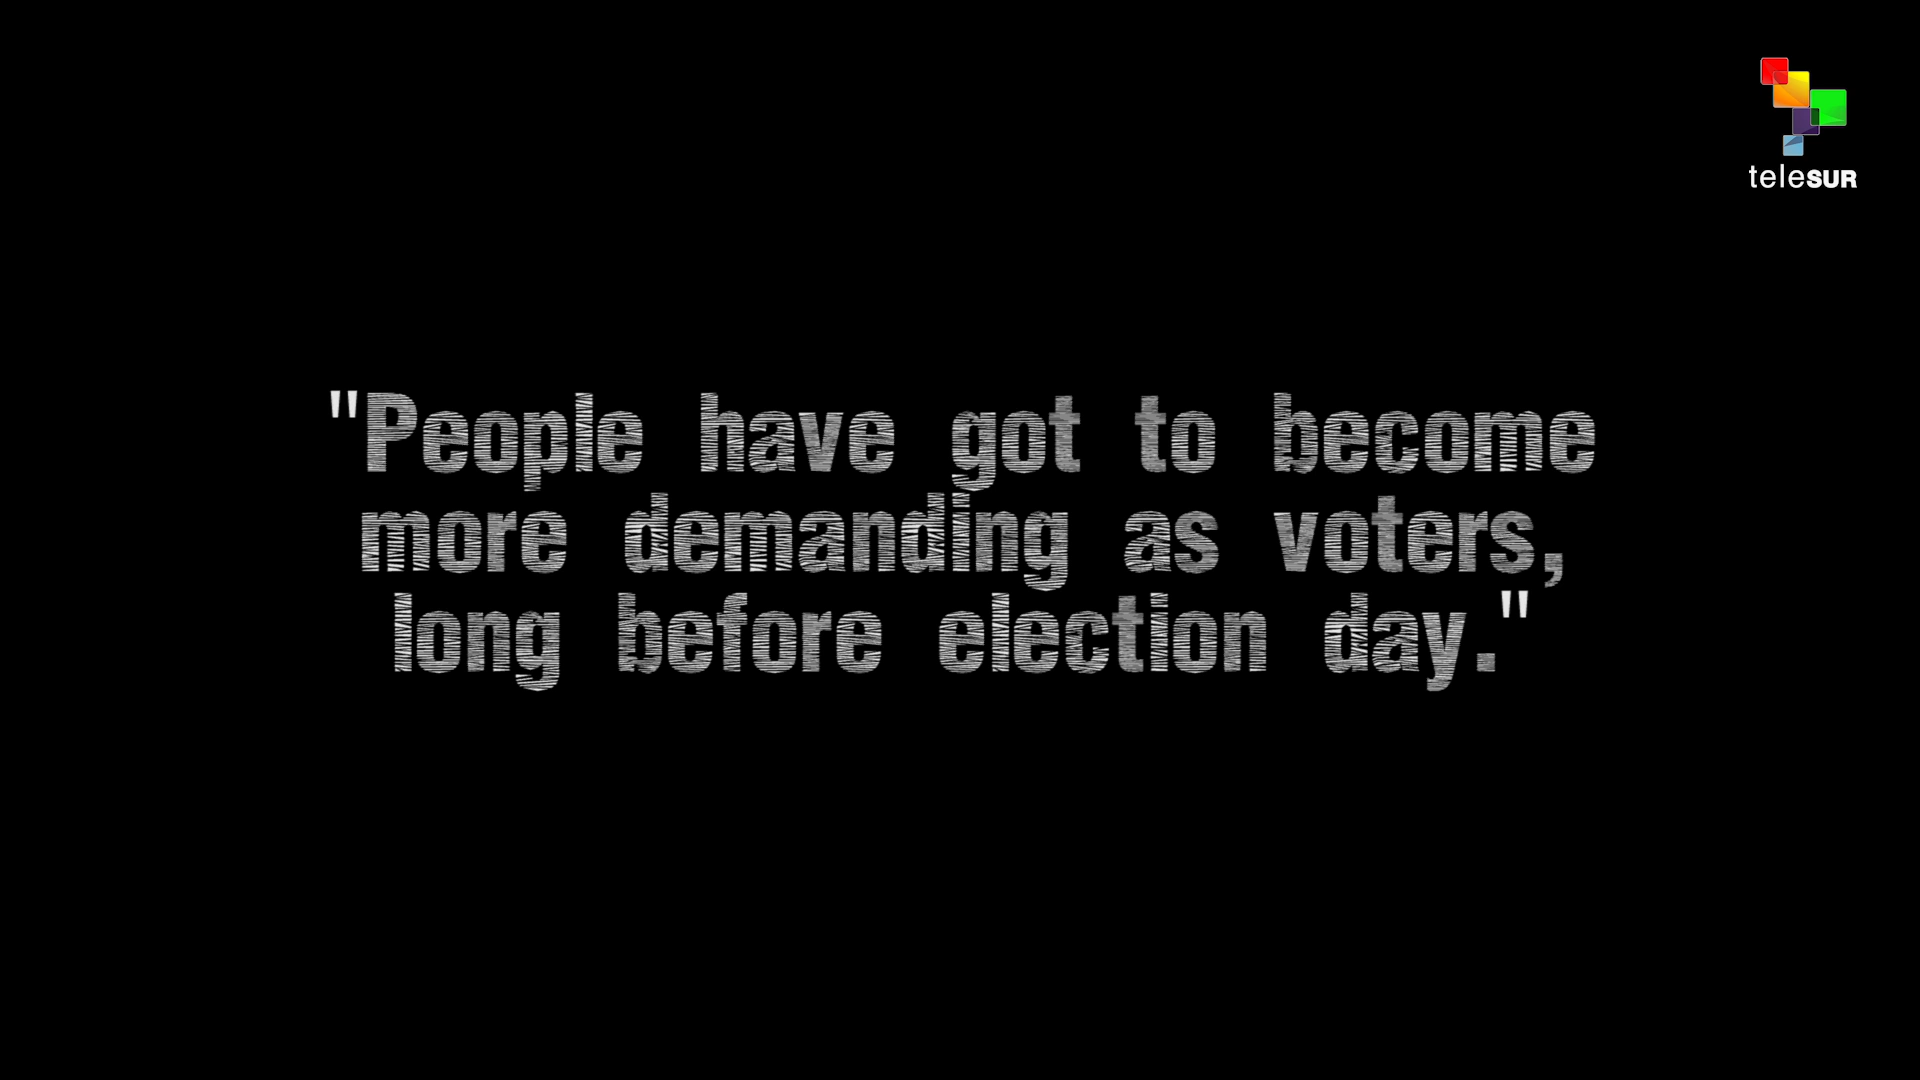 teleSUR
"People have got to become
more demanding as voters,
long before election day."